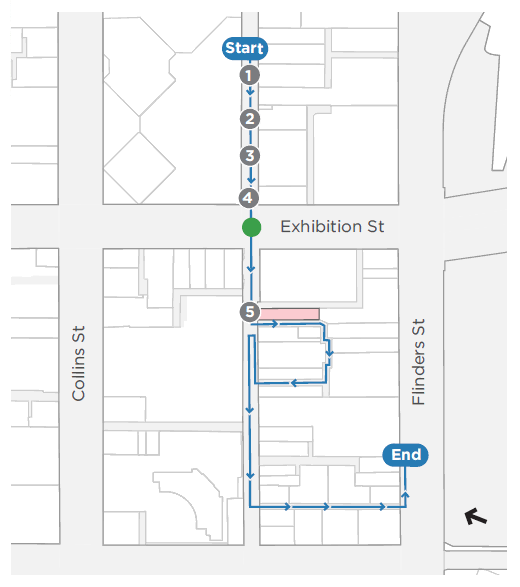 Start
1
2
3
4
Exhibition St
5
Collins St
Flinders St
End